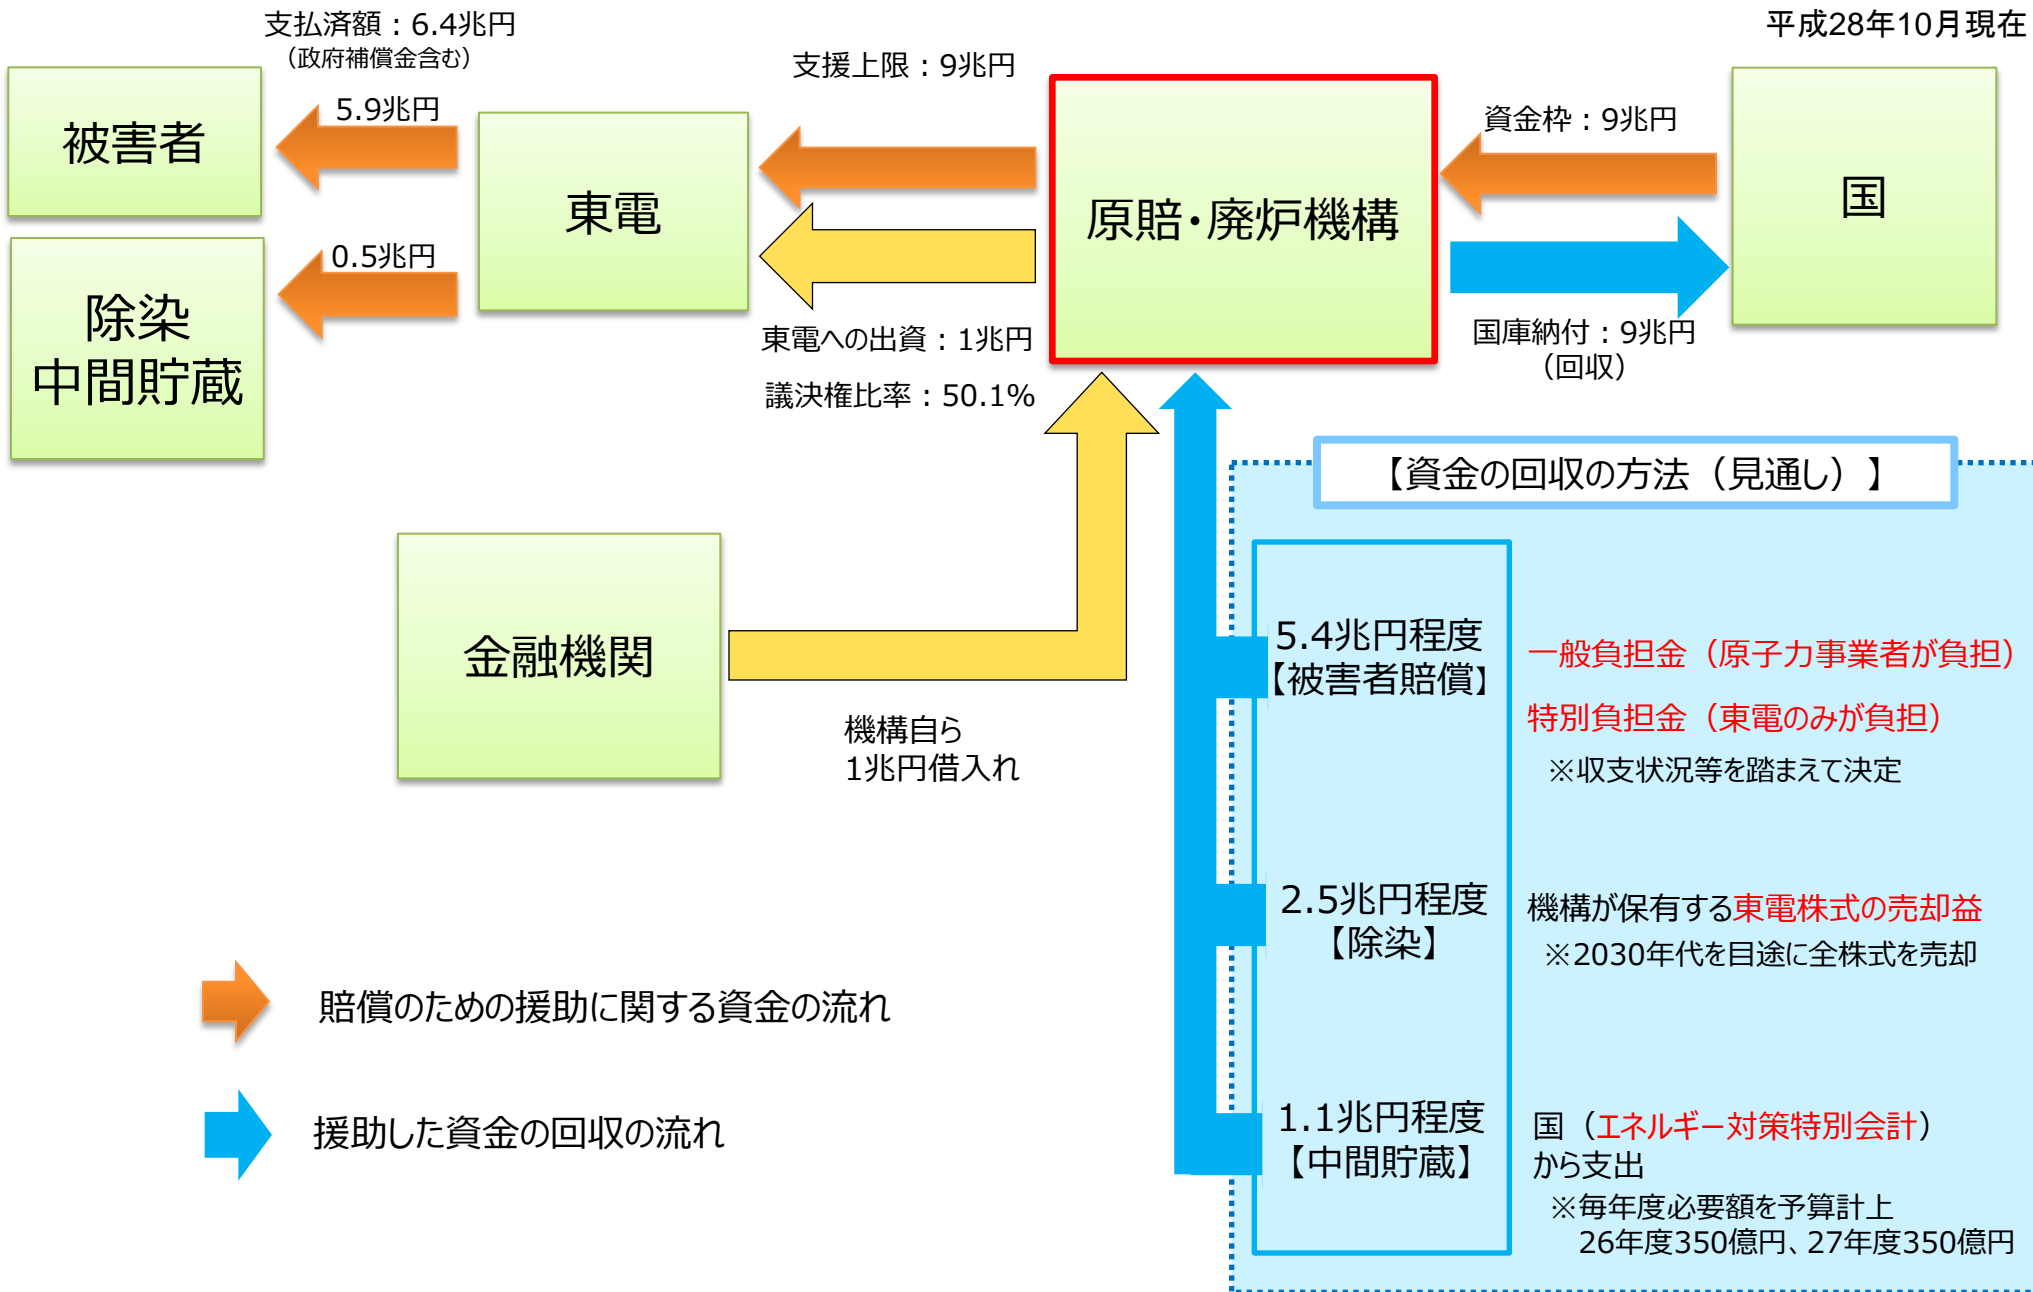 平成28年10月現在
支払済額：6.4兆円
（政府補償金含む）
支援上限：9兆円
5.9兆円
資金枠：9兆円
被害者
東電
原賠・廃炉機構
国
0.5兆円
除染
中間貯蔵
東電への出資：1兆円
議決権比率：50.1%
国庫納付：9兆円
（回収）
【資金の回収の方法（見通し）】
金融機関
機構自ら
1兆円借入れ
5.4兆円程度
【被害者賠償】
一般負担金（原子力事業者が負担）
特別負担金（東電のみが負担）
※収支状況等を踏まえて決定
2.5兆円程度
【除染】
機構が保有する東電株式の売却益
※2030年代を目途に全株式を売却
1.1兆円程度
【中間貯蔵】
国（エネルギー対策特別会計）
から支出
※毎年度必要額を予算計上
26年度350億円、27年度350億円
賠償のための援助に関する資金の流れ
援助した資金の回収の流れ